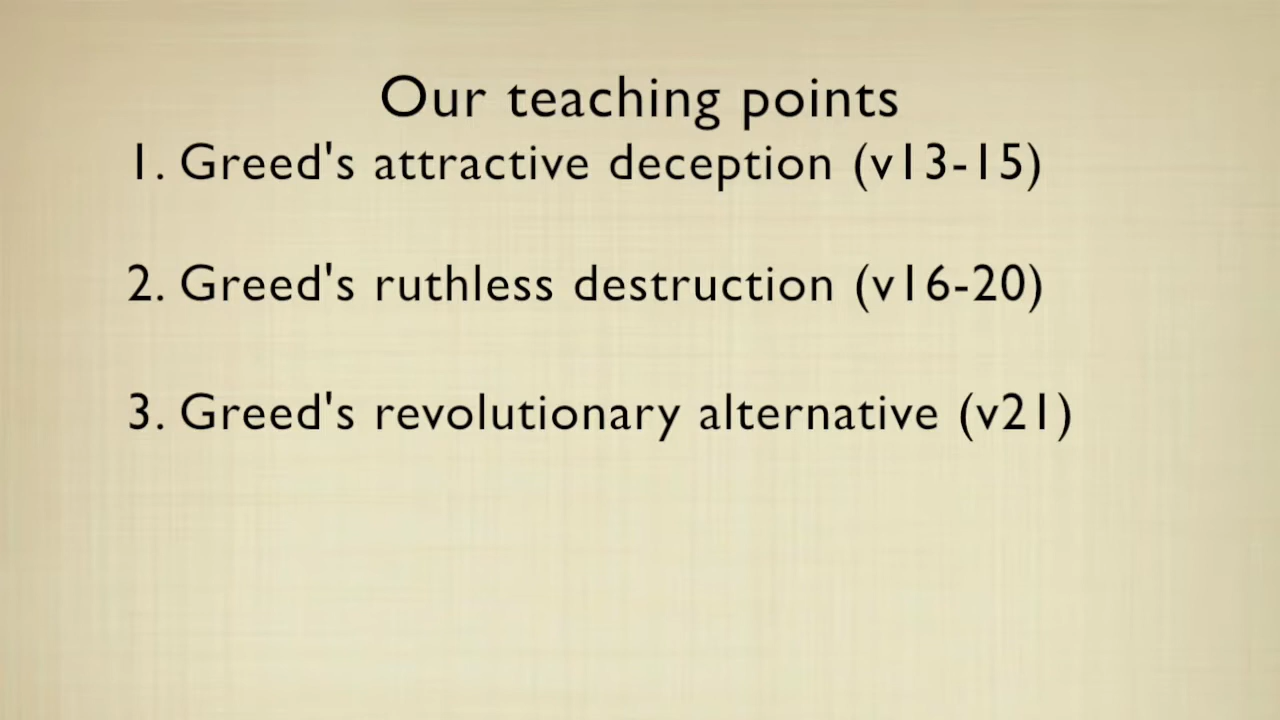 Our teaching points
1. Greed's attractive deception (v13-15)
2. Greed's ruthless destruction (v16-20)
3. Greed's revolutionary alternative (v21)